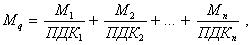 M_q = M_1/ПДК_1 + M_2/ПДК_2 + ... + M_n/ПДК_n ,